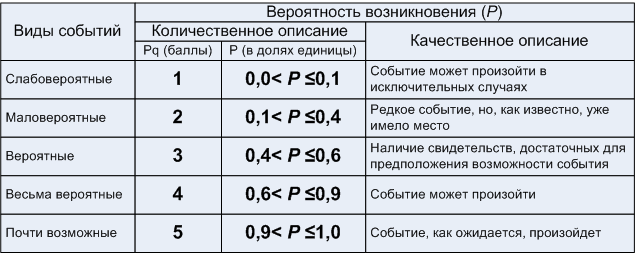 Виды событий
Вероятность возникновения (P)
Количественное описание
Качественное описание
Pq (баллы)
P (в долях единицы)
Слабовероятные
1
0,0< P ≤0,1
Событие может произойти в
исключительных случаях
Маловероятные
2
0,1< P ≤0,4
Редкое событие, но, как известно, уже
имело место
Вероятные
3
0,4< P ≤0,6
Наличие свидетельств, достаточных для
предположения возможности события
Весьма вероятные
4
0,6< P ≤0,9
Событие может произойти
Почти возможные
5
0,9< P ≤1,0
Событие, как ожидается, произойдет